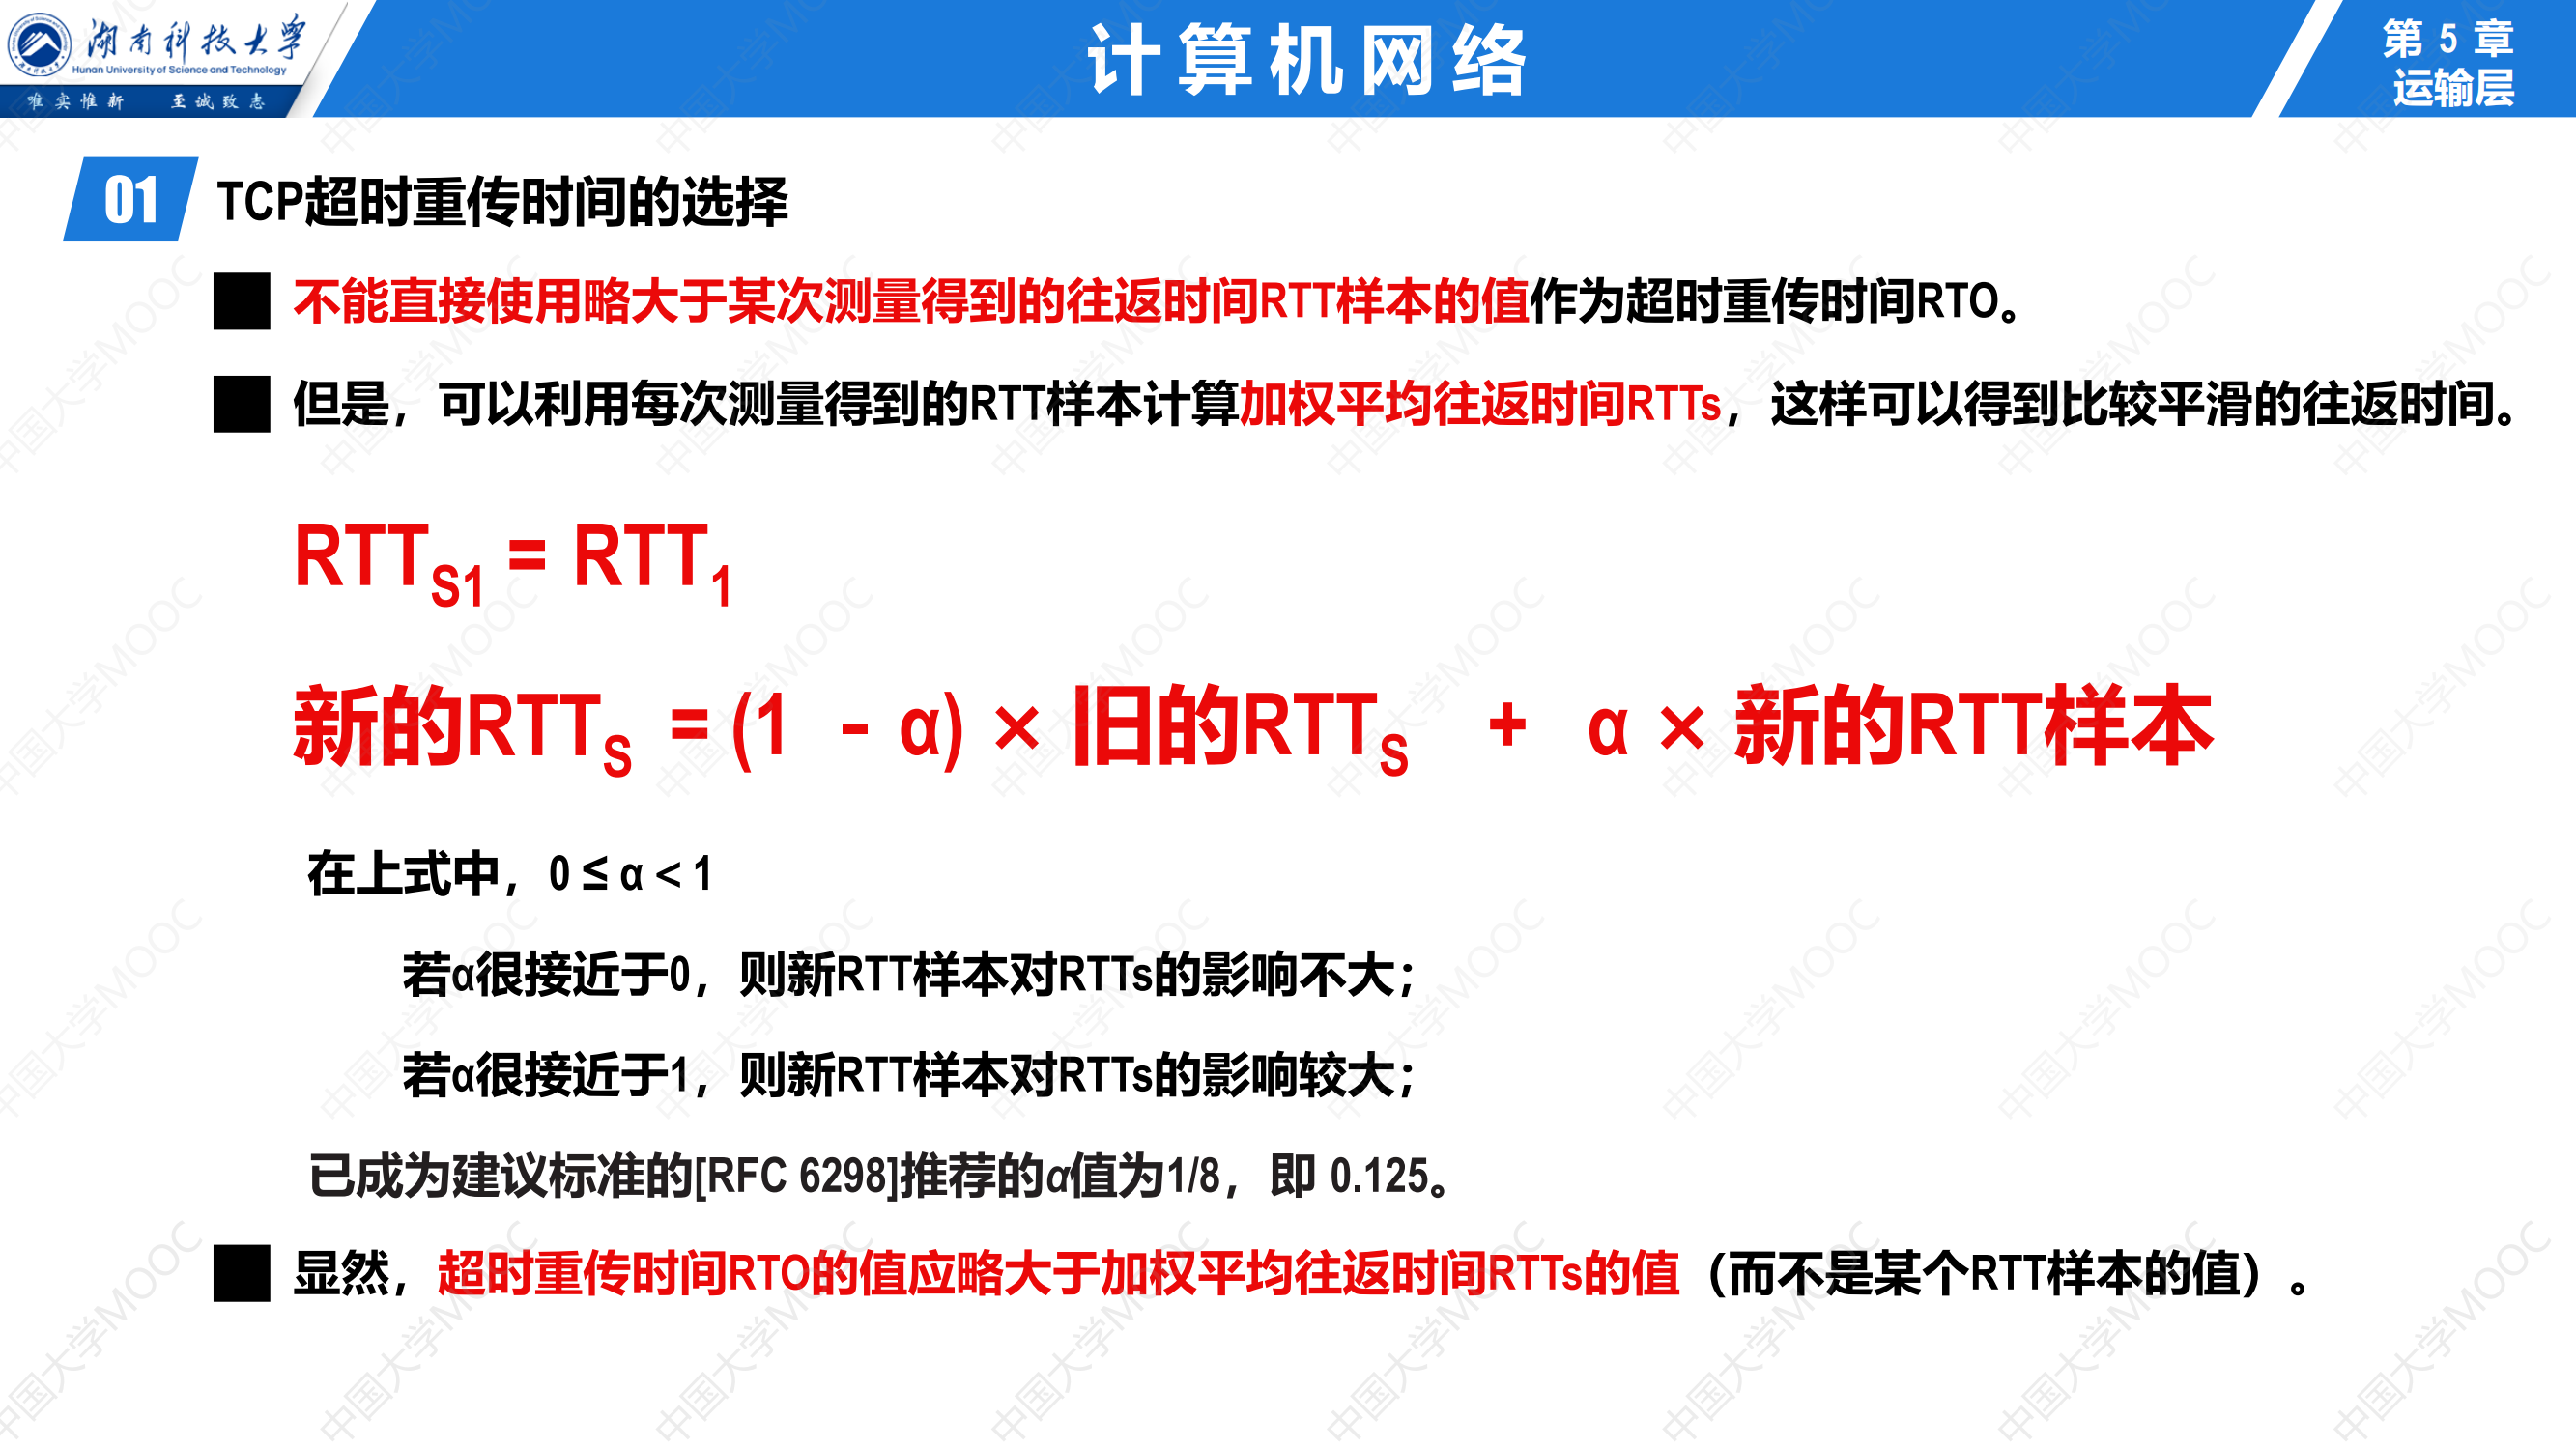 湖南科技大学
Hunan University of Science and Technology
唯实惟新 至诚致志
计算机网络
第 5 章
运输层
01 TCP超时重传时间的选择
不能直接使用略大于某次测量得到的往返时间RTT样本的值作为超时重传时间RTO。
但是，可以利用每次测量得到的RTT样本计算加权平均往返时间RTTs，这样可以得到比较平滑的往返时间。
RTTS1 = RTT1
新的RTTS = (1 - α) × 旧的RTTS + α × 新的RTT样本
在上式中，0 ≤ α < 1
若α很接近于0，则新RTT样本对RTTs的影响不大；
若α很接近于1，则新RTT样本对RTTs的影响较大；
已成为建议标准的[RFC 6298]推荐的α值为1/8，即 0.125。
显然，超时重传时间RTO的值应略大于加权平均往返时间RTTs的值（而不是某个RTT样本的值）。
中国大学MOOC